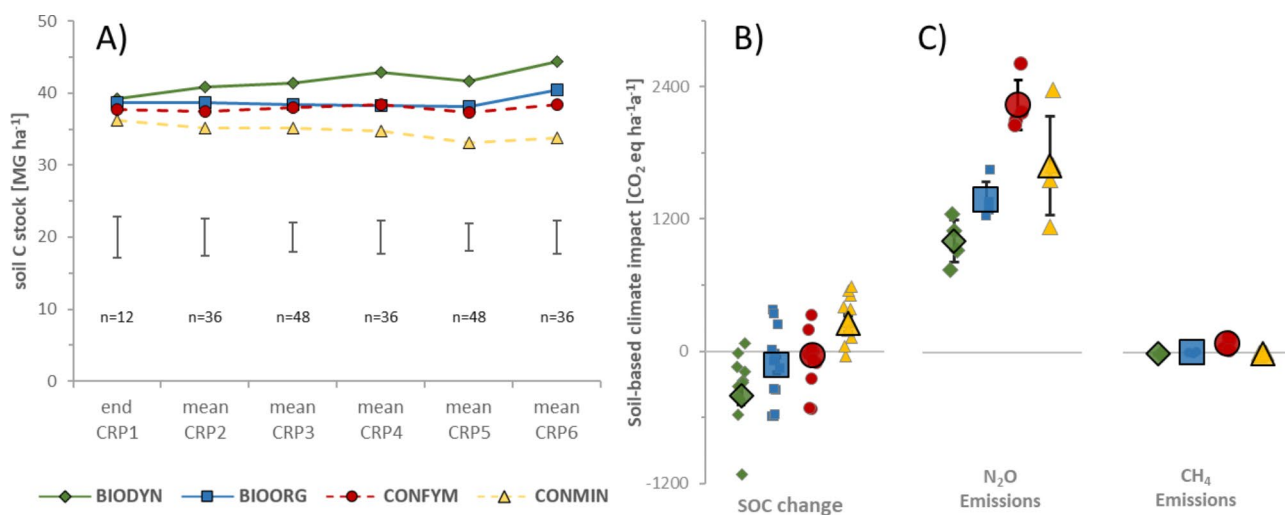 A)
soil C stock [MG ha-1]
50
40
30
20
10
0
n=12 n=36 n=48 n=36 n=48 n=36
end CRP1
mean CRP2
mean CRP3
mean CRP4
mean CRP5
mean CRP6
BIODYN BIOORG CONFYM CONMIN
B)
C)
Soil-based climate impact [CO2 eq ha-1a-1]
2400
1200
0
-1200
SOC change
N2O
Emissions
CH4
Emissions